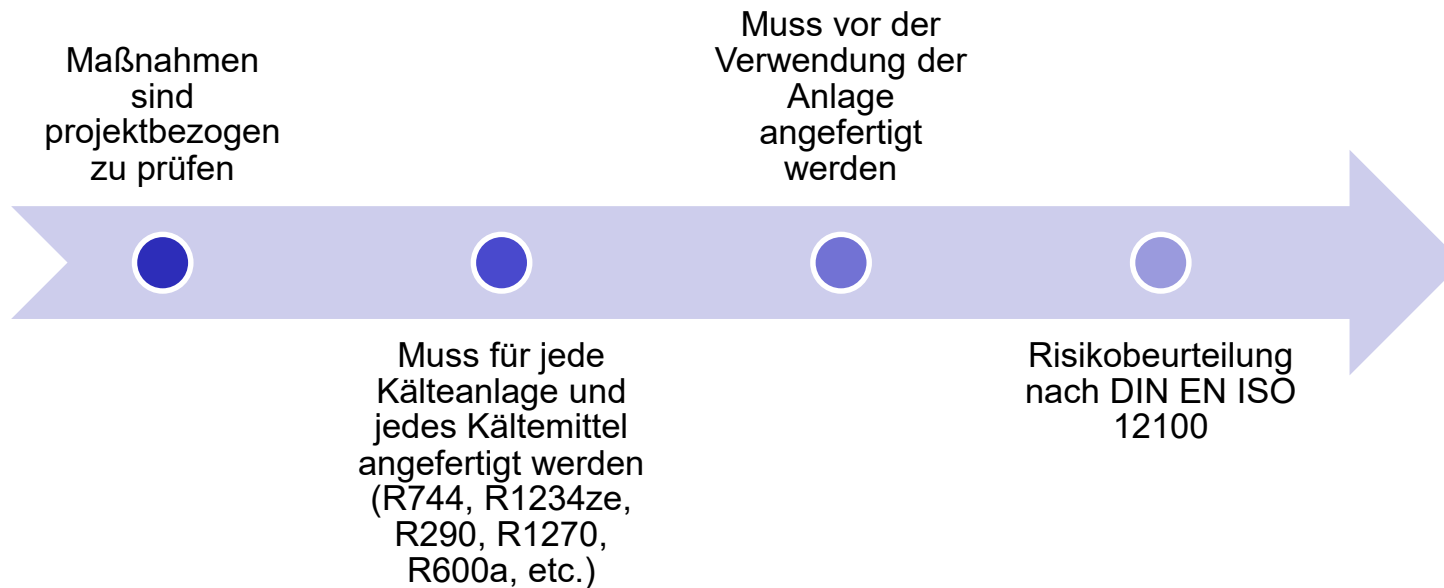 Maßnahmen
sind
projektbezogen
zu prüfen
Muss für jede
Kälteanlage und
jedes Kältemittel
angefertigt werden
(R744, R1234ze,
R290, R1270,
R600a, etc.)
Muss vor der
Verwendung der
Anlage
angefertigt
werden
Risikobeurteilung
nach DIN EN ISO
12100